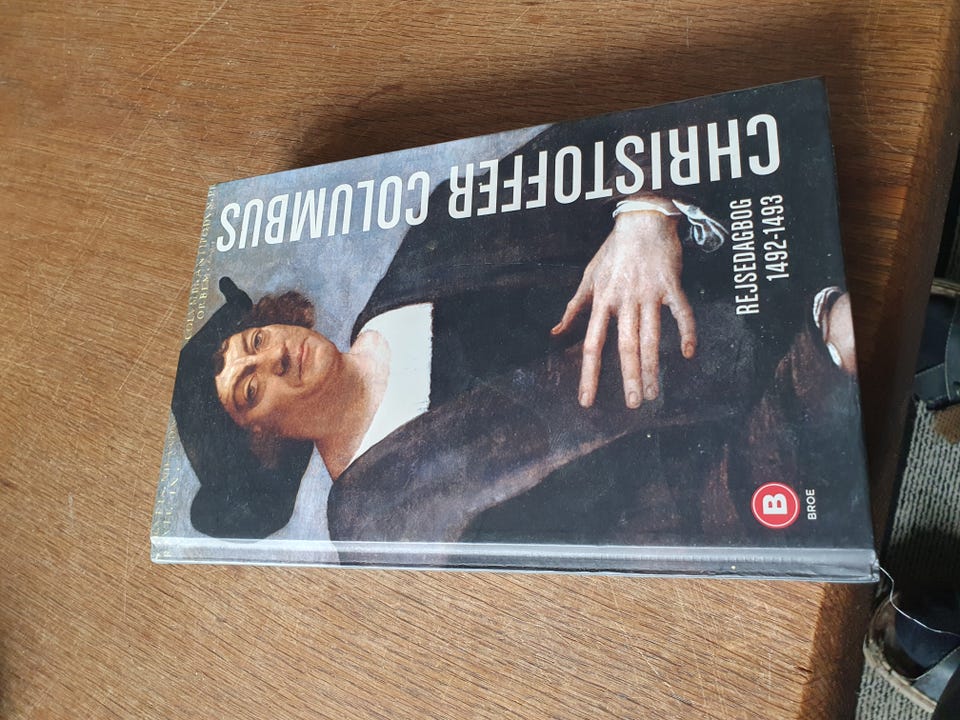 CHRISTOFFER COLUMBUS
REJSEDAGBOG
1492-1493
B
BROE